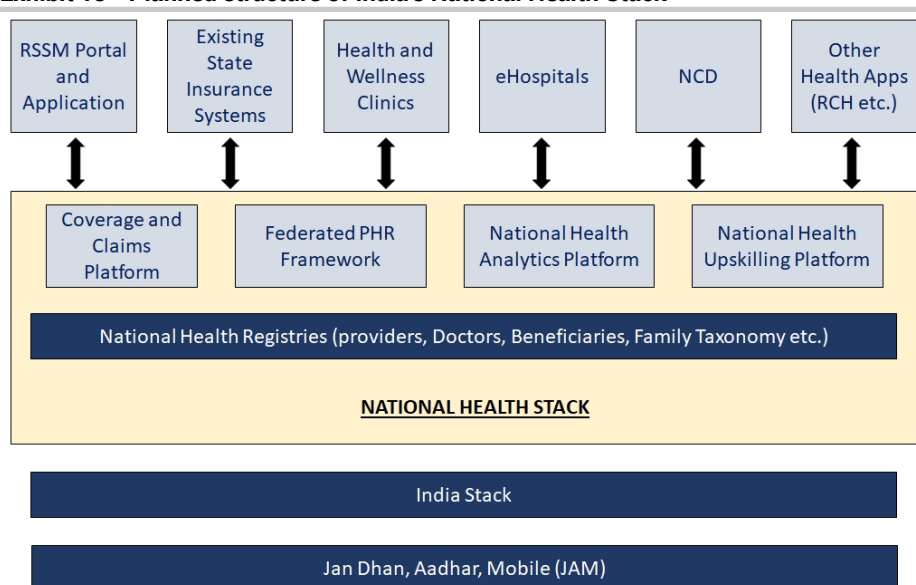 RSSM Portal
and
Application
Existing
State
Insurance
Systems
Health and
Wellness
Clinics
eHospitals
NCD
Other
Health Apps
(RCH etc.)
Coverage and
Claims
Platform
Federated PHR
Framework
National Health
Analytics Platform
National Health
Upskilling Platform
National Health Registries (providers, Doctors, Beneficiaries, Family Taxonomy etc.)
NATIONAL HEALTH STACK
India Stack
Jan Dhan, Aadhar, Mobile (JAM)